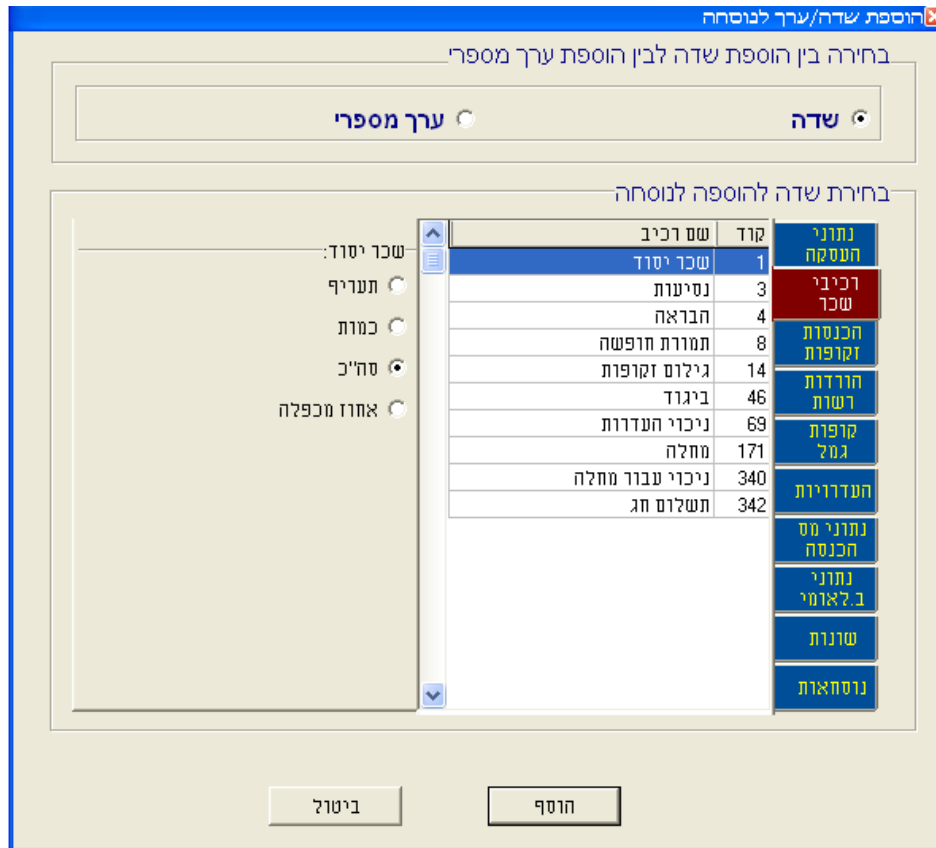 הוספת שדה/ערך לנוסחה
בחירה בין הוספת שדה לבין הוספת ערך מספרי
שדה ערך מספרי
בחירת שדה להוספה לנוסחה
נתוני
העסקה
רכיבי
שכר
הכנסות
זקופות
הורדות
רשות
קופות
גמל
העדרויות
נתוני מס
הכנסה
נתוני
ב.לאומי
שונות
נוסחאות
קוד שם רכיב
1 שכר יסוד
3 נסיעות
4 הבראה
8 תמורת חופשה
14 גילום זקופות
46 ביגוד
69 ניכוי העדרות
171 מחלה
340 ניכוי עבור מחלה
342 תשלום חג
שכר יסוד:
תעריף
כמות
סה"כ
אחוז מכפלה
הוסף ביטול